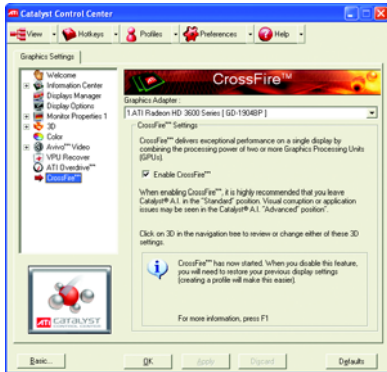 Catalyst Control Center
View
Hotkeys
Profiles
Preferences
Help
Graphics Settings
Welcome
Information Center
Displays Manager
Display Options
Monitor Properties 1
3D
Color
Avivo™ Video
VPU Recover
ATI Overdrive™
CrossFire™
ATI CATALYST
CONTROL CENTER
CrossFire™
Graphics Adapter:
1.ATI Radeon HD 3600 Series [ GD-1904BP ]
CrossFire™ Settings
CrossFire™ delivers exceptional performance on a single display by
combining the processing power of two or more Graphics Processing Units
(GPUs).
Enable CrossFire™
When enabling CrossFire™, it is highly recommended that you leave
Catalyst® A.I. in the "Standard" position. Visual corruption or application
issues may be seen in the Catalyst® A.I. "Advanced" position".
Click on 3D in the navigation tree to review or change either of these 3D
settings.
CrossFire™ has now started. When you disable this feature,
you will need to restore your previous display settings
(creating a profile will make this easier).
For more information, press F1
Basic...
OK
Apply
Discard
Defaults